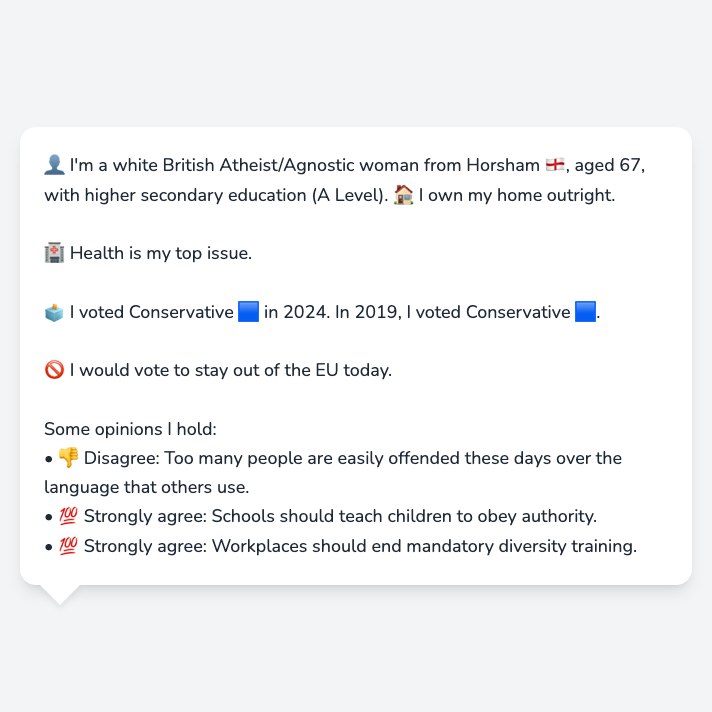 👤 I'm a white British Atheist/Agnostic woman from Horsham 🏴󠁧󠁢󠁥󠁮󠁧󠁿, aged 67,
with higher secondary education (A Level). 🏠 I own my home outright.
🏥 Health is my top issue.
🗳️ I voted Conservative 🟦 in 2024. In 2019, I voted Conservative 🟦.
🚫 I would vote to stay out of the EU today.
Some opinions I hold:
• 👎 Disagree: Too many people are easily offended these days over the
language that others use.
• 💯 Strongly agree: Schools should teach children to obey authority.
• 💯 Strongly agree: Workplaces should end mandatory diversity training.